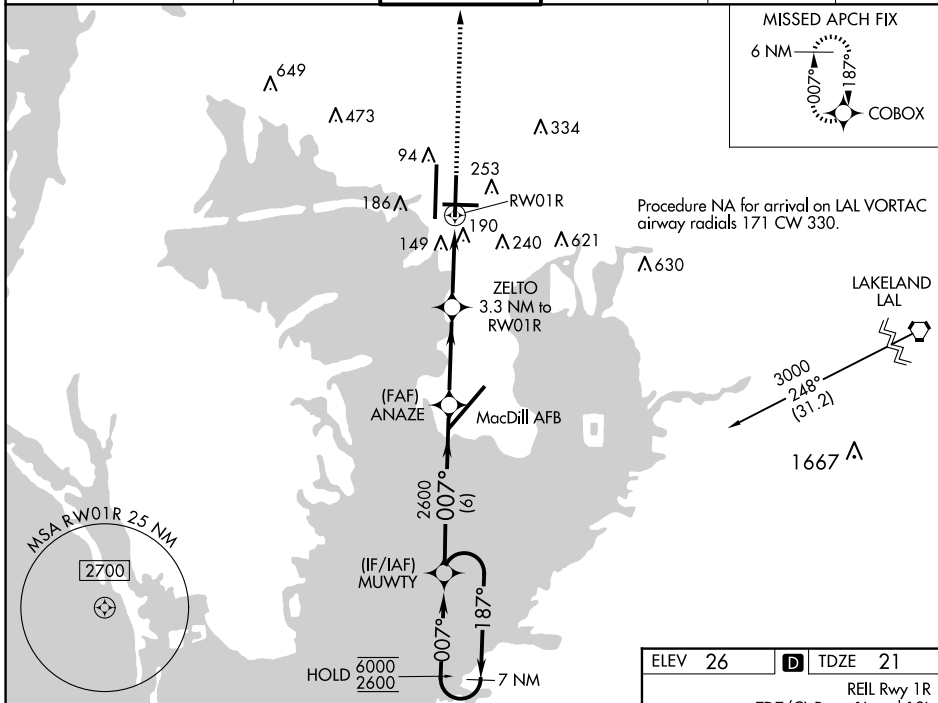 MISSED APCH FIX
6 NM
007°
187°
COBOX
649
473
334
94
253
186
RW01R
190
149
240
621
Procedure NA for arrival on LAL VORTAC
airway radials 171 CW 330.
630
ZELTO
3.3 NM to
RW01R
LAKELAND
LAL
3000
248°
(31.2)
(FAF)
ANAZE
MacDill AFB
1667
2600
007°
(6)
MSA RW01R 25 NM
2700
(IF/IAF)
MUWTY
187°
007°
HOLD 6000
2600
7 NM
ELEV 26 D TDZE 21
REIL Rwy 1R